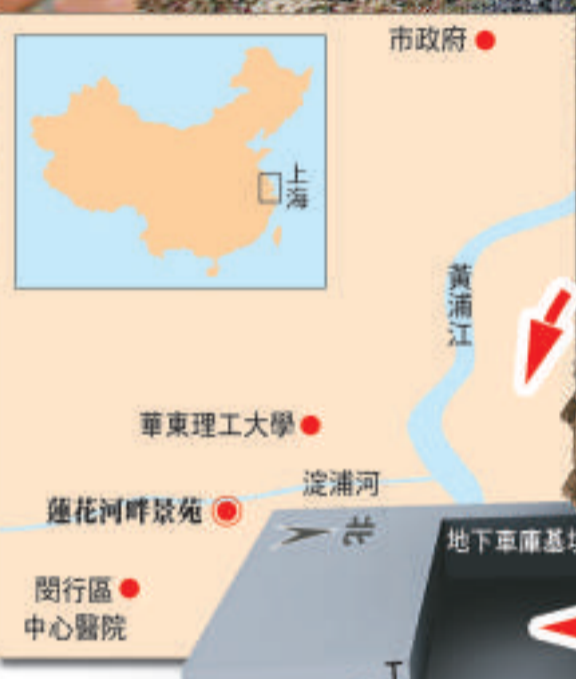 市政府
上海
黃浦江
華東理工大學
淀浦河
蓮花河畔景苑
北
地下車庫基坑
閔行區
中心醫院